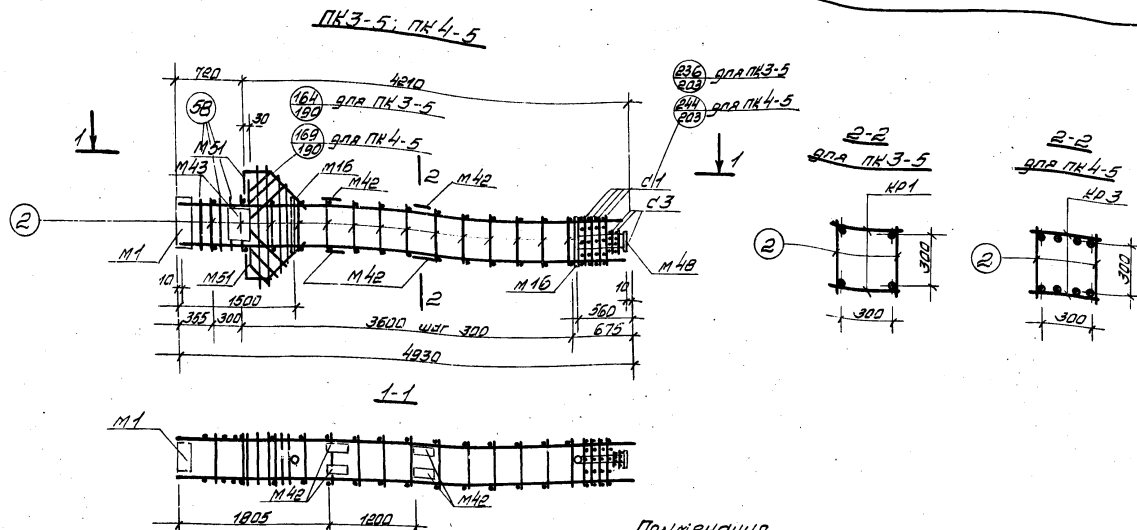 ПК3-5; ПК4-5
720
4210
236
203
для ПК3-5
244
203
для ПК4-5
58
164
190
для ПК3-5
169
190
для ПК4-5
30
1
М51
М43
М16
М42
2
М42
1
С1
С3
2
М1
М51
М42
2
М16
М48
10
1500
10
560
355
300
3600 шаг 300
675
4930
2-2
для ПК3-5
КР1
2
300
300
2-2
для ПК4-5
КР3
2
300
300
1-1
М1
М42
М42
1805
1200
Примечания